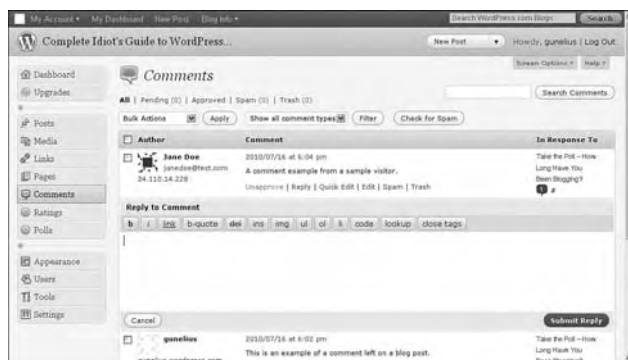 My Account My Dashboard New Post Blog Info Search WordPress.com Blogs Search
Complete Idiot's Guide to WordPress... New Post Howdy, gunelius | Log Out
Screen Options Help
Dashboard
Upgrades
Posts
Media
Links
Pages
Comments
Ratings
Polls
Appearance
Users
Tools
Settings
Comments
Search Comments
All | Pending (0) | Approved | Spam (0) | Trash (0)
Bulk Actions Apply Show all comment types Filter Check for Spam
Author Comment In Response To
Jane Doe
janedoe@test.com
24.110.14.228
2010/07/16 at 6:04 pm
A comment example from a sample visitor.
Unapprove | Reply | Quick Edit | Edit | Spam | Trash
Take the Poll – How
Long Have You
Been Blogging?
1 #
Reply to Comment
b i link b-quote del ins img ul ol li code lookup close tags
Cancel Submit Reply
gunelius
2010/07/16 at 6:02 pm
This is an example of a comment left on a blog post.
Take the Poll – How
Long Have You